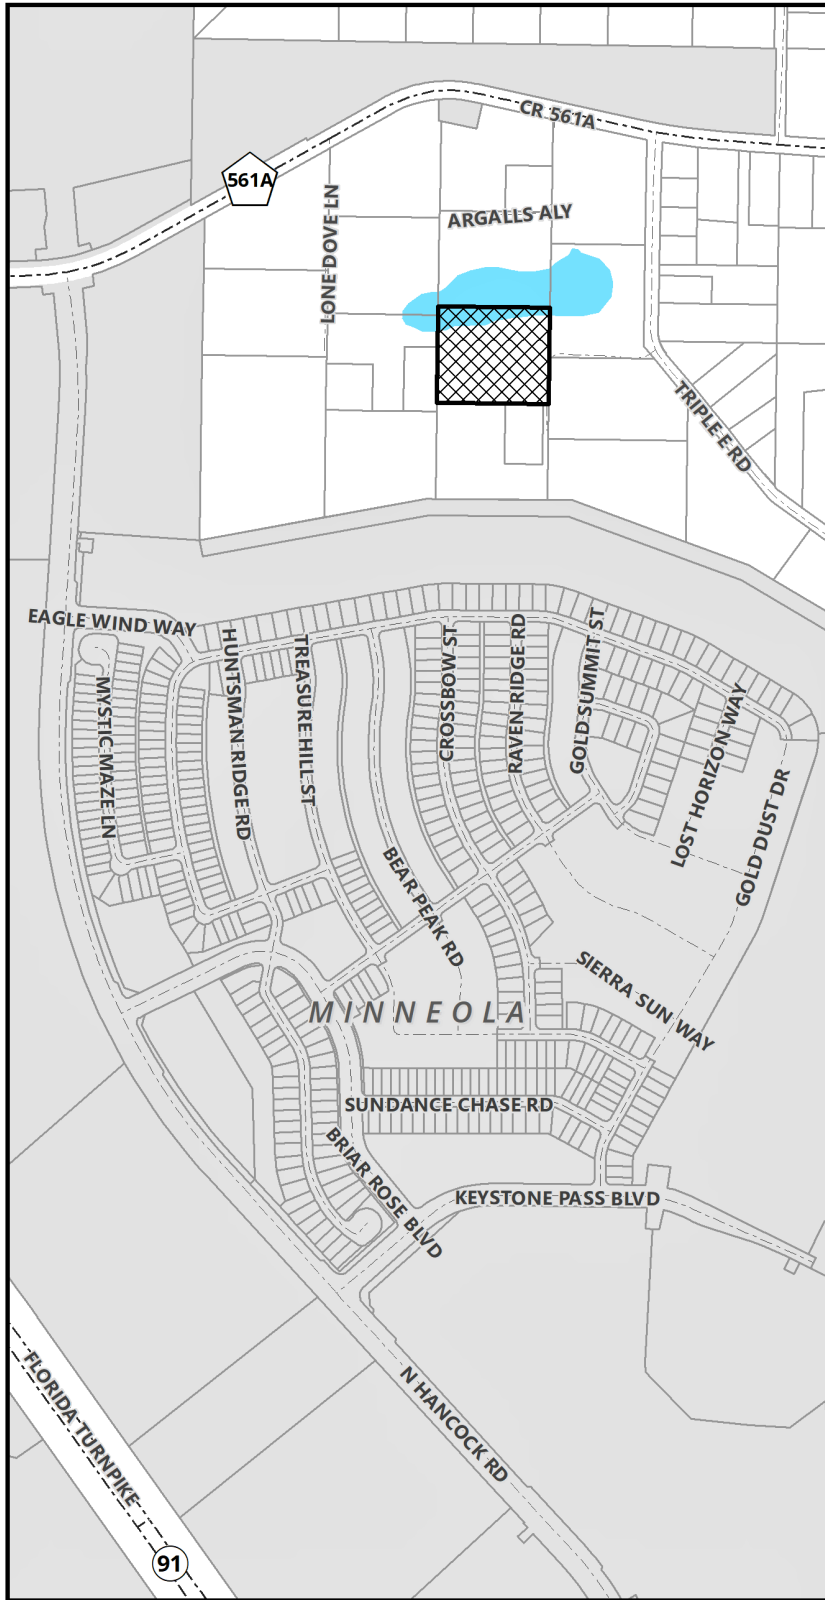 CR 561A
561A
LONE DOVE LN
ARGALLS ALY
TRIPLE E RD
EAGLE WIND WAY
HUNTSMAN RIDGE RD
TREASURE HILL ST
CROSSBOW ST
RAVEN RIDGE RD
GOLD SUMMIT ST
MYSTIC MAZE LN
LOST HORIZON WAY
GOLD DUST DR
BEAR PEAK RD
SIERRA SUN WAY
MINNEOLA
SUNDANCE CHASE RD
BRIAR ROSE BLVD
KEYSTONE PASS BLVD
FLORIDA TURNPIKE
N HANCOCK RD
91